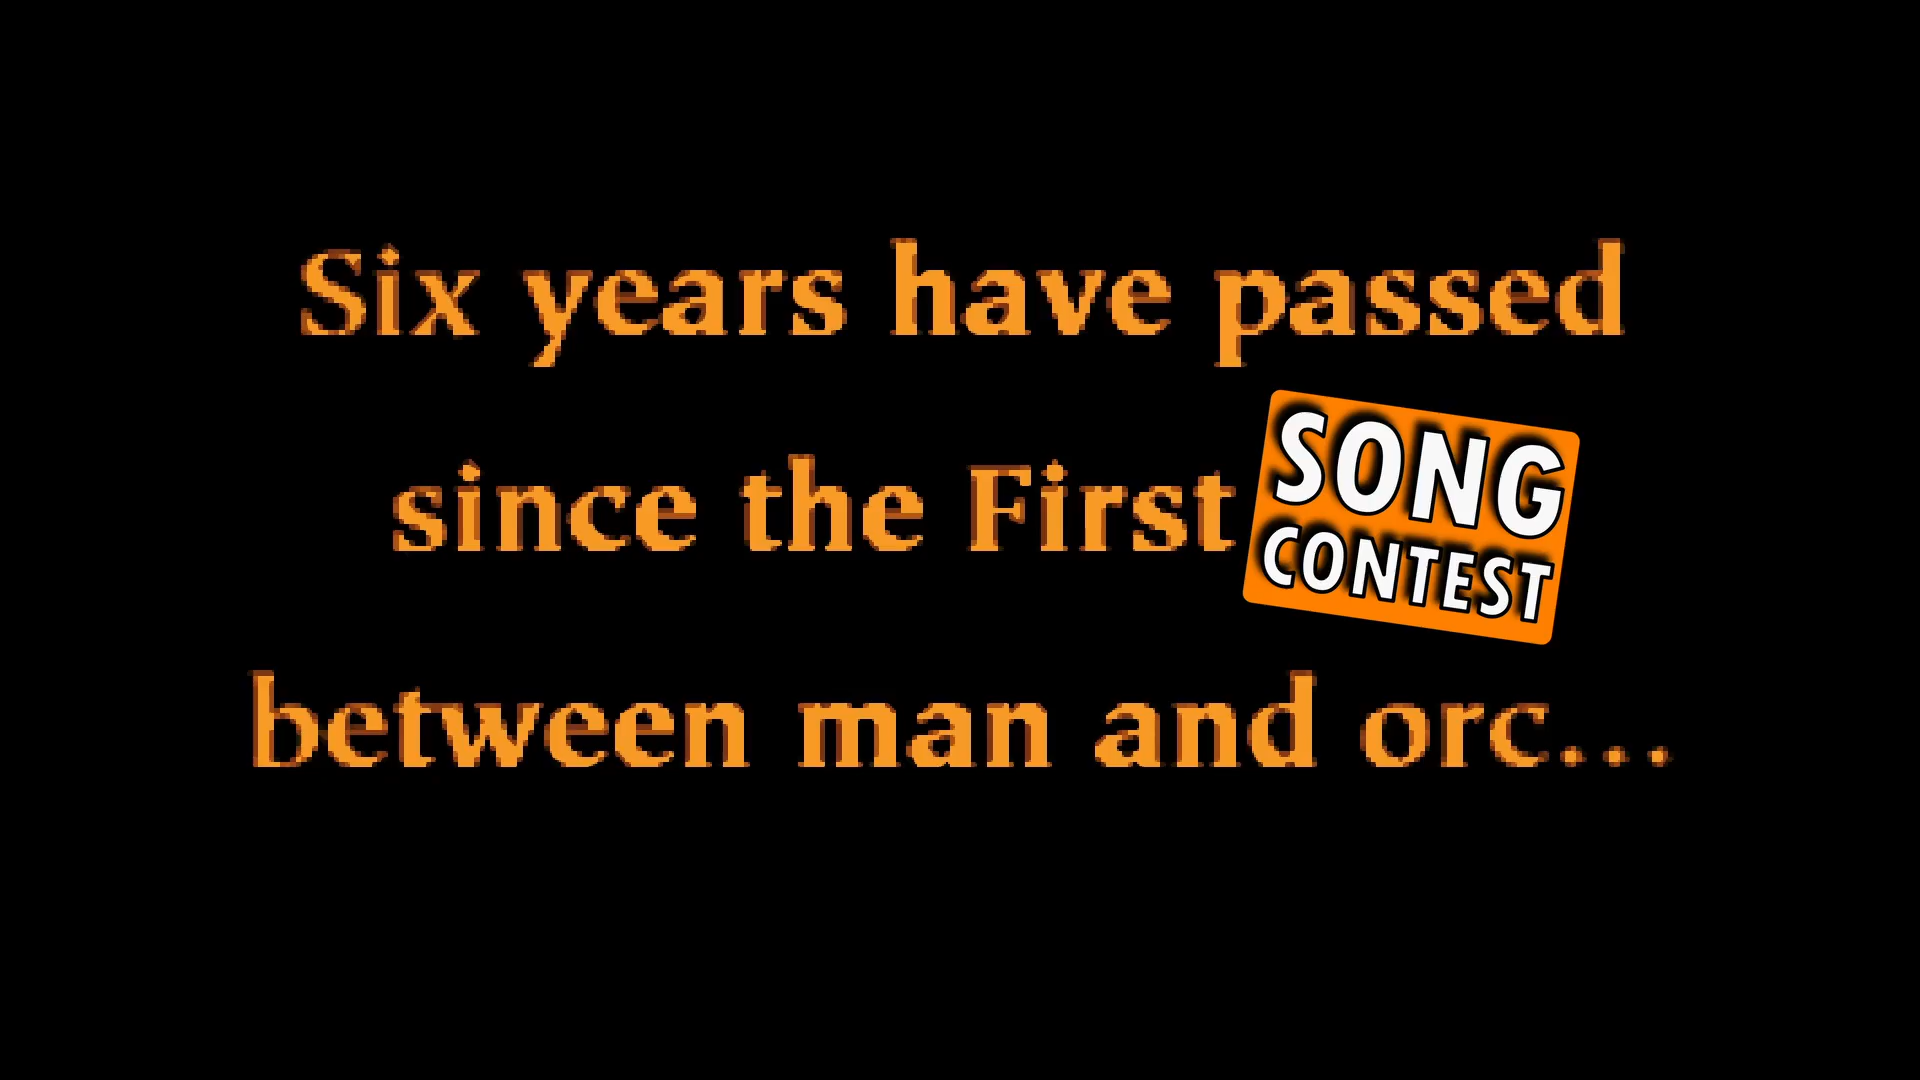 Six years have passed
since the First SONG
CONTEST
between man and orc...